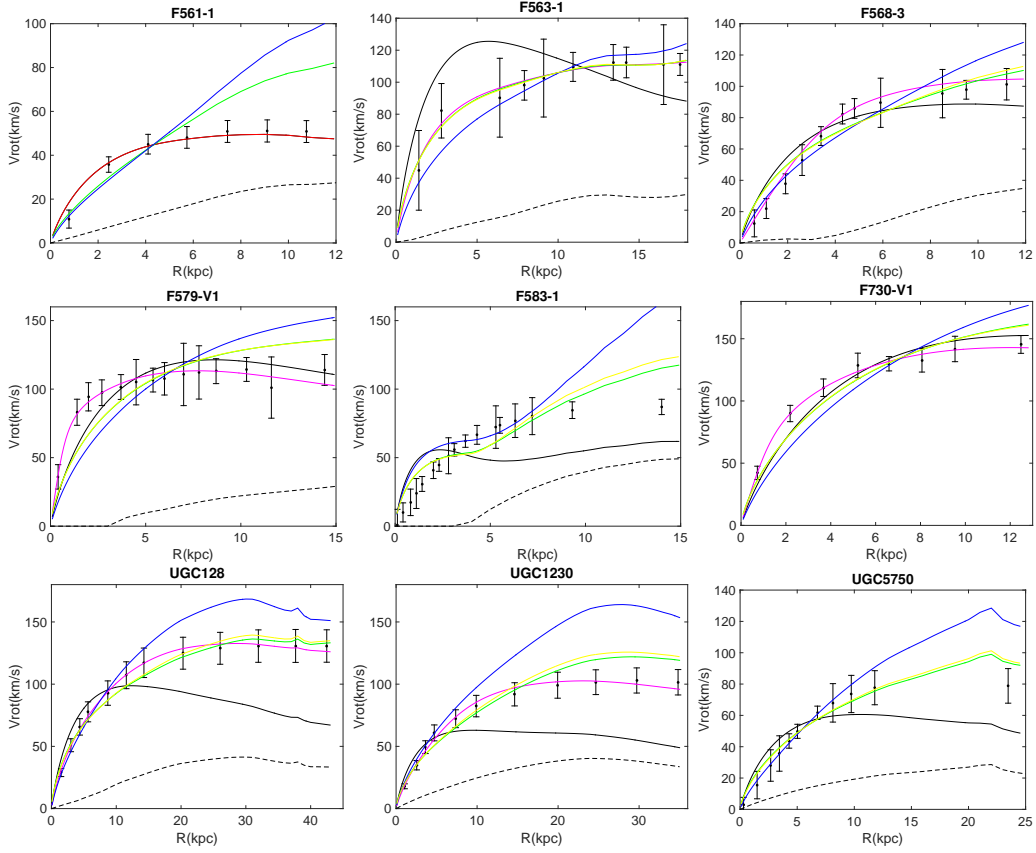 F561-1
F563-1
F568-3
Vrot(km/s)
100
80
60
40
20
0
0 2 4 6 8 10 12
R(kpc)
Vrot(km/s)
140
120
100
80
60
40
20
0
0 5 10 15
R(kpc)
Vrot(km/s)
140
120
100
80
60
40
20
0
0 2 4 6 8 10 12
R(kpc)
F579-V1
F583-1
F730-V1
Vrot(km/s)
150
100
50
0
0 5 10 15
R(kpc)
Vrot(km/s)
150
100
50
0
0 5 10 15
R(kpc)
Vrot(km/s)
150
100
50
0
0 2 4 6 8 10 12
R(kpc)
UGC128
UGC1230
UGC5750
Vrot(km/s)
150
100
50
0
0 10 20 30 40
R(kpc)
Vrot(km/s)
150
100
50
0
0 10 20 30
R(kpc)
Vrot(km/s)
140
120
100
80
60
40
20
0
0 5 10 15 20 25
R(kpc)